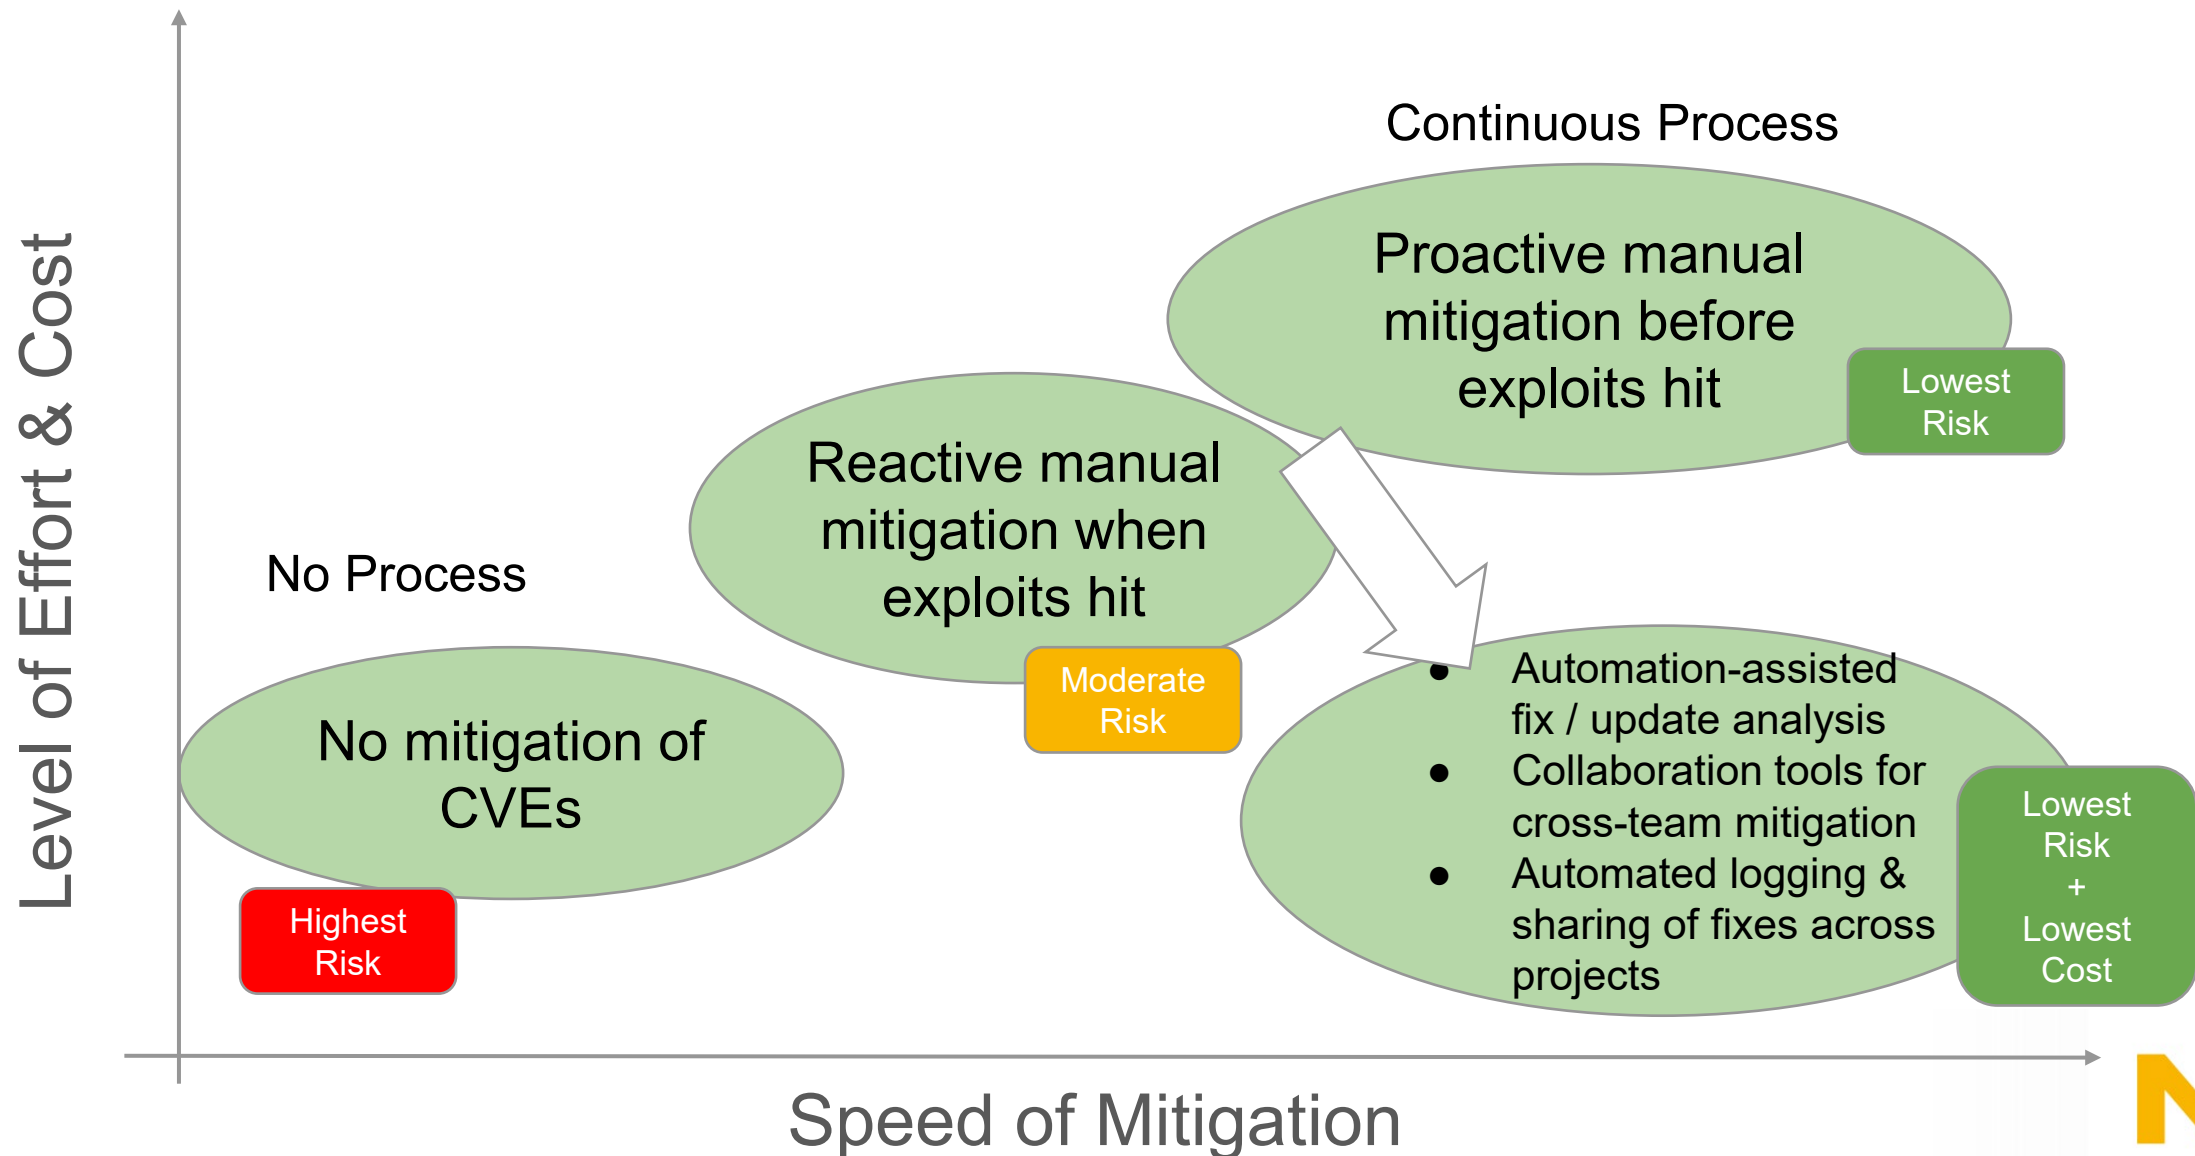 Level of Effort & Cost
Continuous Process
Proactive manual
mitigation before
exploits hit
Lowest
Risk
Reactive manual
mitigation when
exploits hit
Moderate
Risk
No Process
No mitigation of
CVEs
Highest
Risk
● Automation-assisted
fix / update analysis
● Collaboration tools for
cross-team mitigation
● Automated logging &
sharing of fixes across
projects
Lowest
Risk
+
Lowest
Cost
Speed of Mitigation